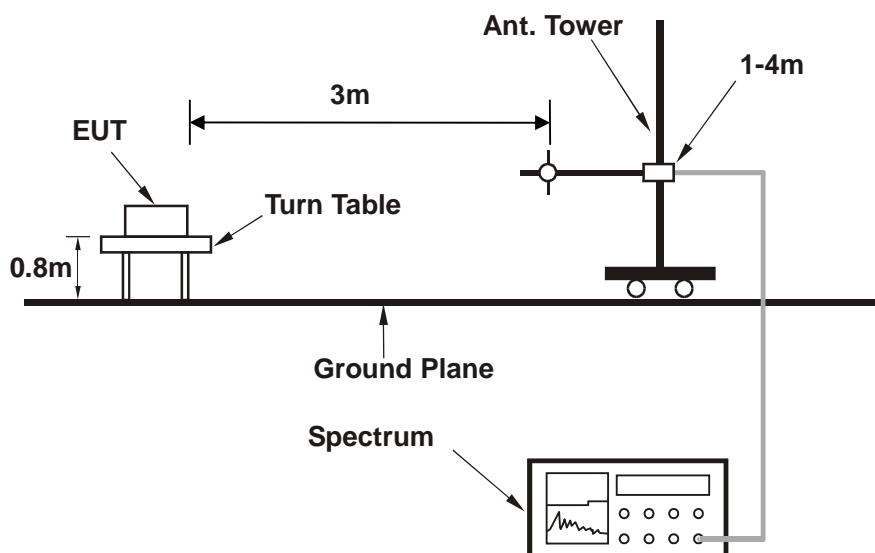 Ant. Tower
1-4m
3m
EUT
Turn Table
0.8m
Ground Plane
Spectrum